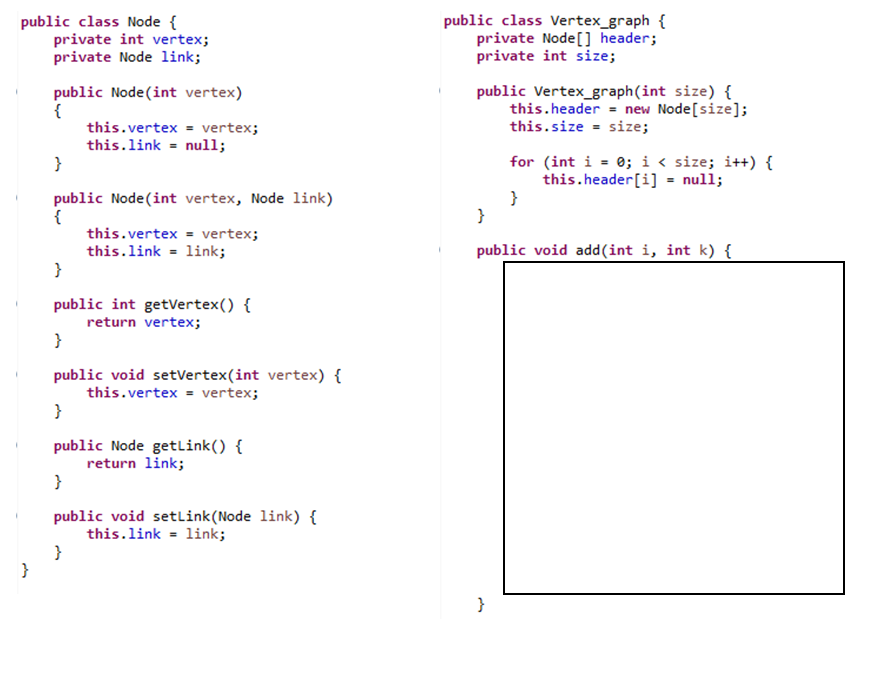 public class Node {
private int vertex;
private Node link;
public Node(int vertex)
{
this.vertex = vertex;
this.link = null;
}
public Node(int vertex, Node link)
{
this.vertex = vertex;
this.link = link;
}
public int getVertex() {
return vertex;
}
public void setVertex(int vertex) {
this.vertex = vertex;
}
public Node getLink() {
return link;
}
public void setLink(Node link) {
this.link = link;
}
}
public class Vertex_graph {
private Node[] header;
private int size;
public Vertex_graph(int size) {
this.header = new Node[size];
this.size = size;
for (int i = 0; i < size; i++) {
this.header[i] = null;
}
}
public void add(int i, int k) {
}